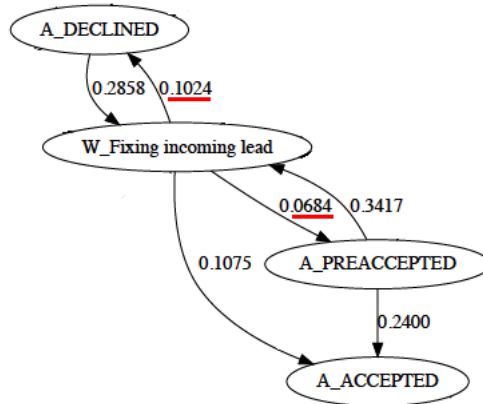 A_DECLINED
0.2858
0.1024
W_Fixing incoming lead
0.0684
0.3417
0.1075
A_PREACCEPTED
0.2400
A_ACCEPTED